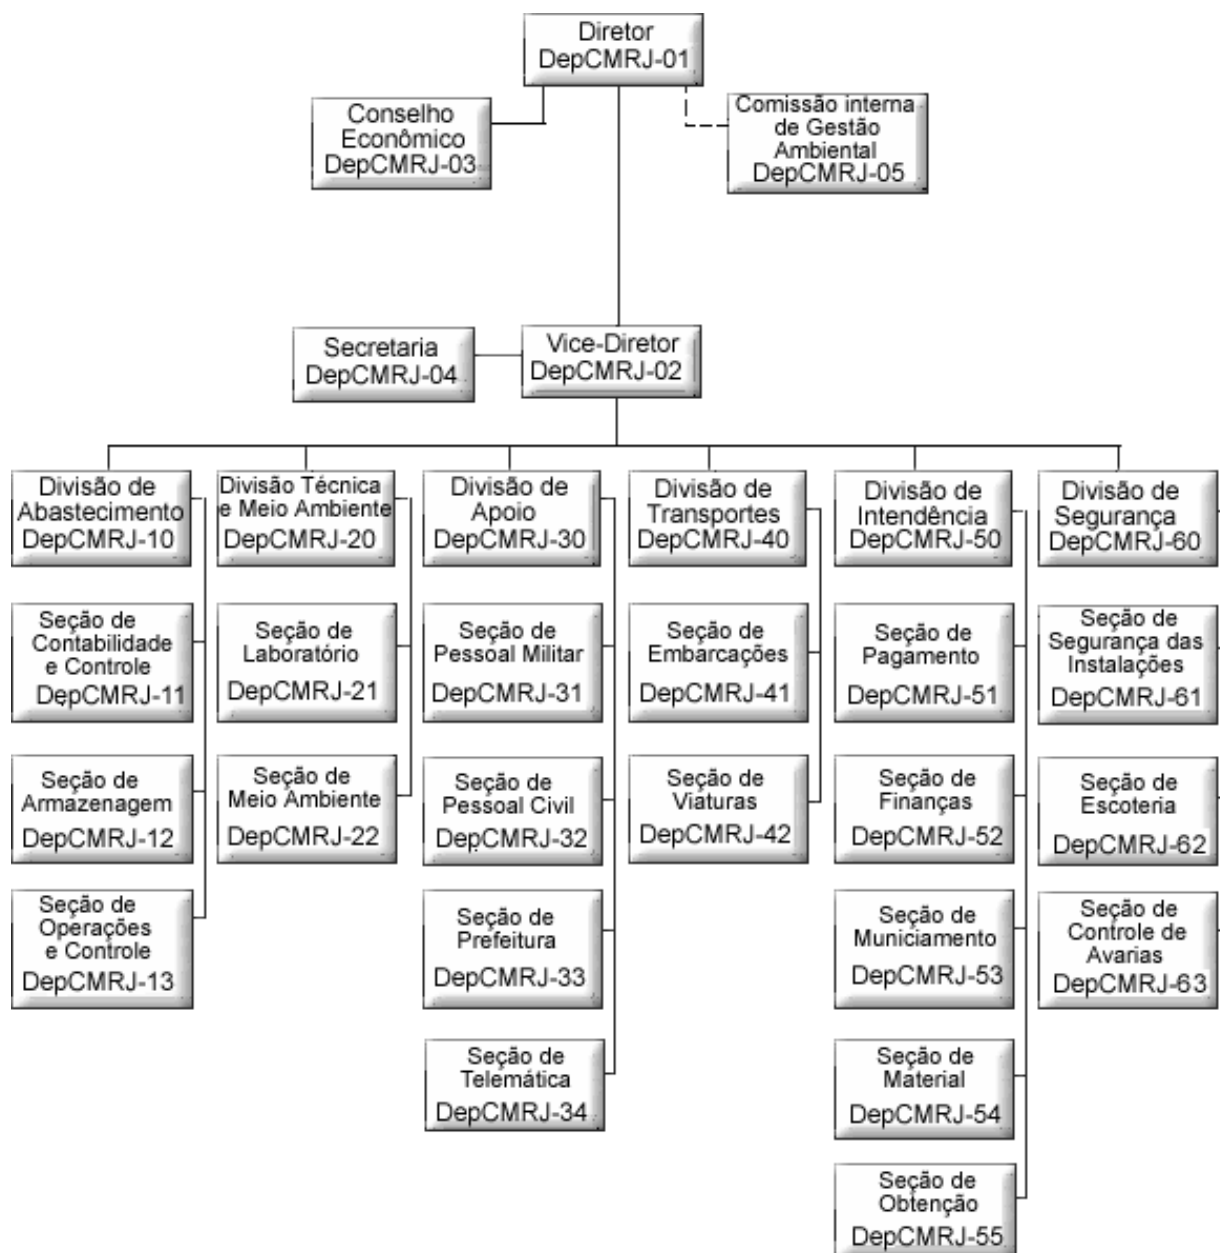 Diretor
DepCMRJ-01
Conselho
Econômico
DepCMRJ-03
Comissão interna
de Gestão
Ambiental
DepCMRJ-05
Secretaria
DepCMRJ-04
Vice-Diretor
DepCMRJ-02
Divisão de
Abastecimento
DepCMRJ-10
Divisão Técnica
e Meio Ambiente
DepCMRJ-20
Divisão de
Apoio
DepCMRJ-30
Divisão de
Transportes
DepCMRJ-40
Divisão de
Intendência
DepCMRJ-50
Divisão de
Segurança
DepCMRJ-60
Seção de
Contabilidade
e Controle
DepCMRJ-11
Seção de
Laboratório
DepCMRJ-21
Seção de
Pessoal Militar
DepCMRJ-31
Seção de
Embarcações
DepCMRJ-41
Seção de
Pagamento
DepCMRJ-51
Seção de
Segurança das
Instalações
DepCMRJ-61
Seção de
Armazenagem
DepCMRJ-12
Seção de
Meio Ambiente
DepCMRJ-22
Seção de
Pessoal Civil
DepCMRJ-32
Seção de
Viaturas
DepCMRJ-42
Seção de
Finanças
DepCMRJ-52
Seção de
Escoteria
DepCMRJ-62
Seção de
Operações
e Controle
DepCMRJ-13
Seção de
Prefeitura
DepCMRJ-33
Seção de
Municiamento
DepCMRJ-53
Seção de
Controle de
Avarias
DepCMRJ-63
Seção de
Telemática
DepCMRJ-34
Seção de
Material
DepCMRJ-54
Seção de
Obtenção
DepCMRJ-55